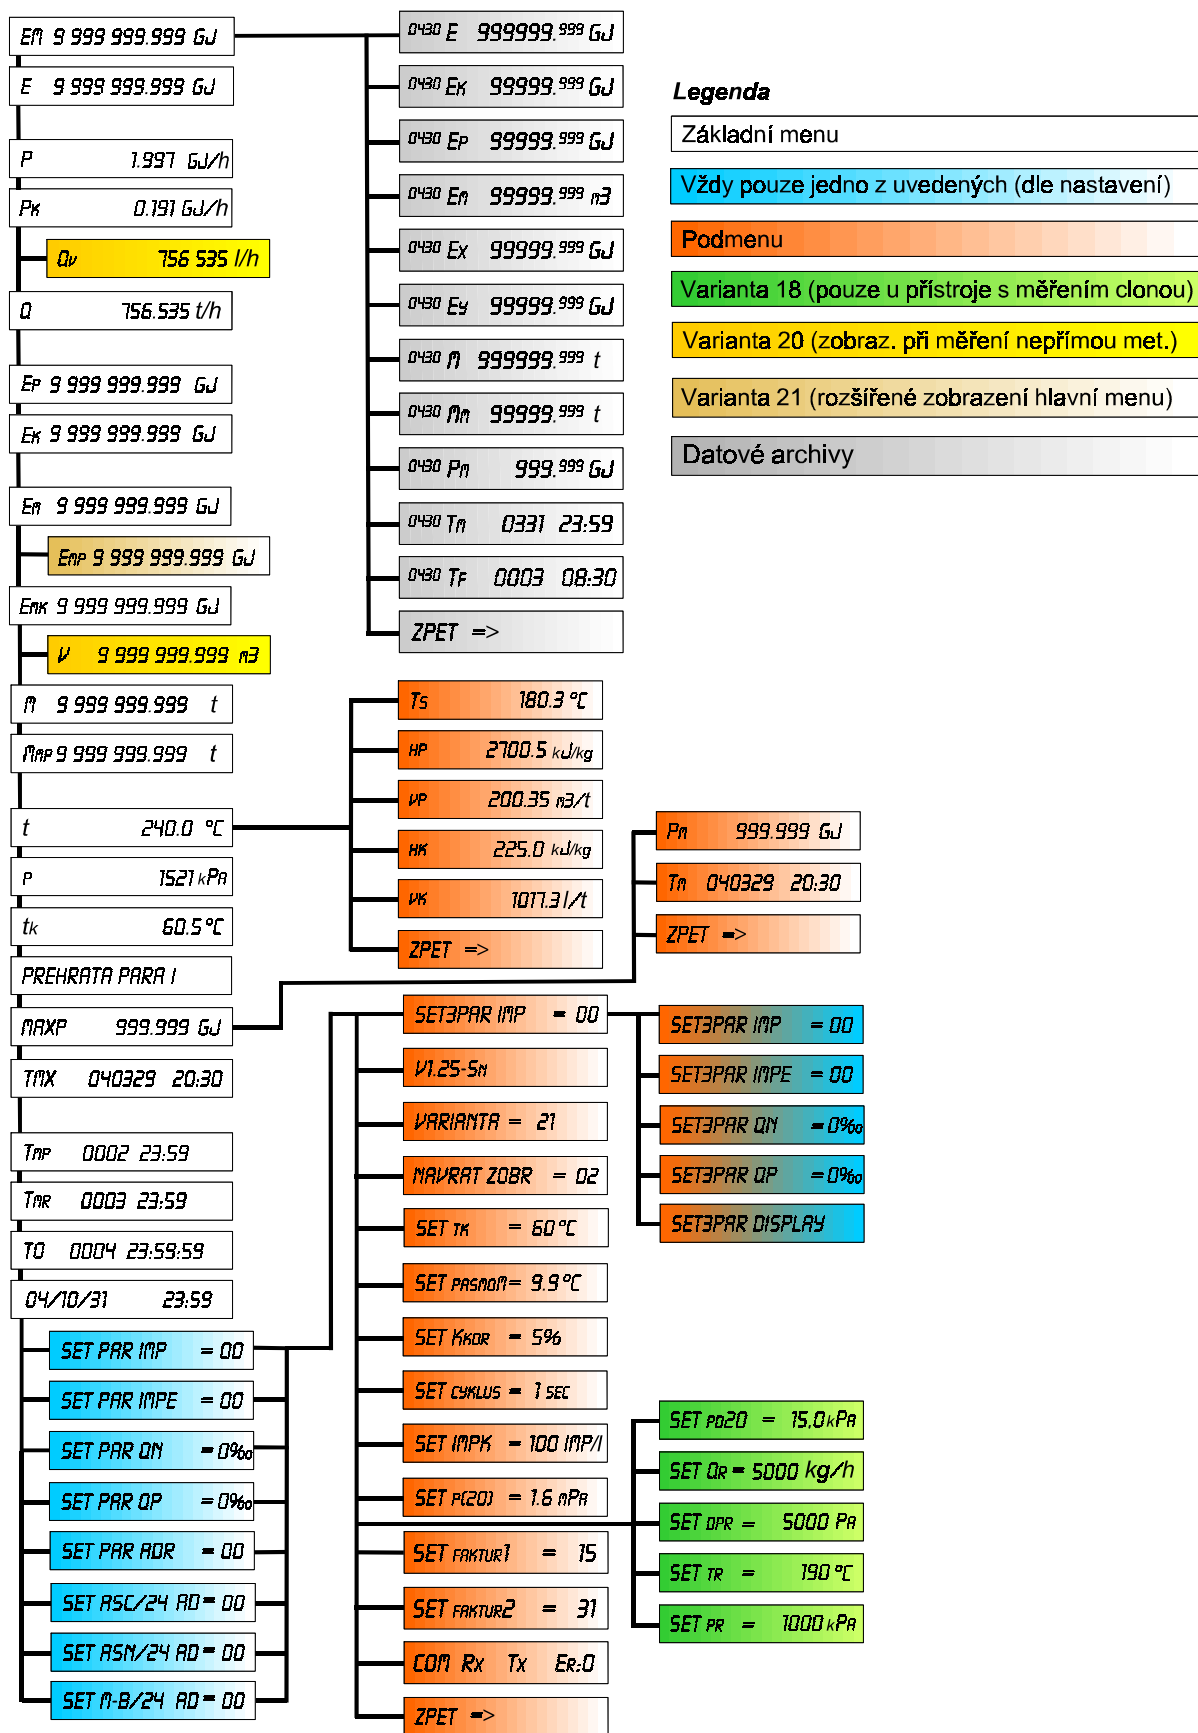 EM 9 999 999.999 GJ
E 9 999 999.999 GJ
P 1.997 GJ/h
PK 0.191 GJ/h
Qv 756 535 l/h
Q 756.535 t/h
EP 9 999 999.999 GJ
EK 9 999 999.999 GJ
Em 9 999 999.999 GJ
EmP 9 999 999.999 GJ
EmK 9 999 999.999 GJ
V 9 999 999.999 m3
M 9 999 999.999 t
MmP 9 999 999.999 t
t 240.0 °C
P 1521 kPa
tk 60.5°C
PREHRATA PARA I
MAXP 999.999 GJ
TMX 040329 20:30
TmP 0002 23:59
TmR 0003 23:59
TO 0004 23:59:59
04/10/31 23:59
SET PAR IMP = 00
SET PAR IMPE = 00
SET PAR QN = 0‰
SET PAR QP = 0‰
SET PAR ADR = 00
SET ASC/24 AD = 00
SET ASN/24 AD = 00
SET M-B/24 AD = 00
0430 E 999999.999 GJ
0430 EK 99999.999 GJ
0430 EP 99999.999 GJ
0430 Em 99999.999 m3
0430 Ex 99999.999 GJ
0430 Ey 99999.999 GJ
0430 M 999999.999 t
0430 Mm 99999.999 t
0430 Pm 999.999 GJ
0430 Tm 0331 23:59
0430 TF 0003 08:30
ZPET =>
TS 180.3 °C
HP 2700.5 kJ/kg
VP 200.35 m3/t
HK 225.0 kJ/kg
VK 1017.3 l/t
ZPET =>
Pm 999.999 GJ
Tm 040329 20:30
ZPET =>
SET3PAR IMP = 00
V1.25-SN
VARIANTA = 21
NAVRAT ZOBR = 02
SET TK = 60°C
SET PASMOM = 9.9°C
SET KKOR = 5%
SET CYKLUS = 1 SEC
SET IMPK = 100 IMP/l
SET P(20) = 1.6 MPA
SET FAKTUR1 = 15
SET FAKTUR2 = 31
COM Rx Tx ER:0
ZPET =>
SET3PAR IMP = 00
SET3PAR IMPE = 00
SET3PAR QN = 0‰
SET3PAR QP = 0‰
SET3PAR DISPLAY
SET PD20 = 15.0 kPa
SET QR = 5000 kg/h
SET DPR = 5000 Pa
SET TR = 190 °C
SET PR = 1000 kPa
Legenda
Základní menu
Vždy pouze jedno z uvedených (dle nastavení)
Podmenu
Varianta 18 (pouze u přístroje s měřením clonou)
Varianta 20 (zobraz. při měření nepřímou met.)
Varianta 21 (rozšířené zobrazení hlavní menu)
Datové archivy